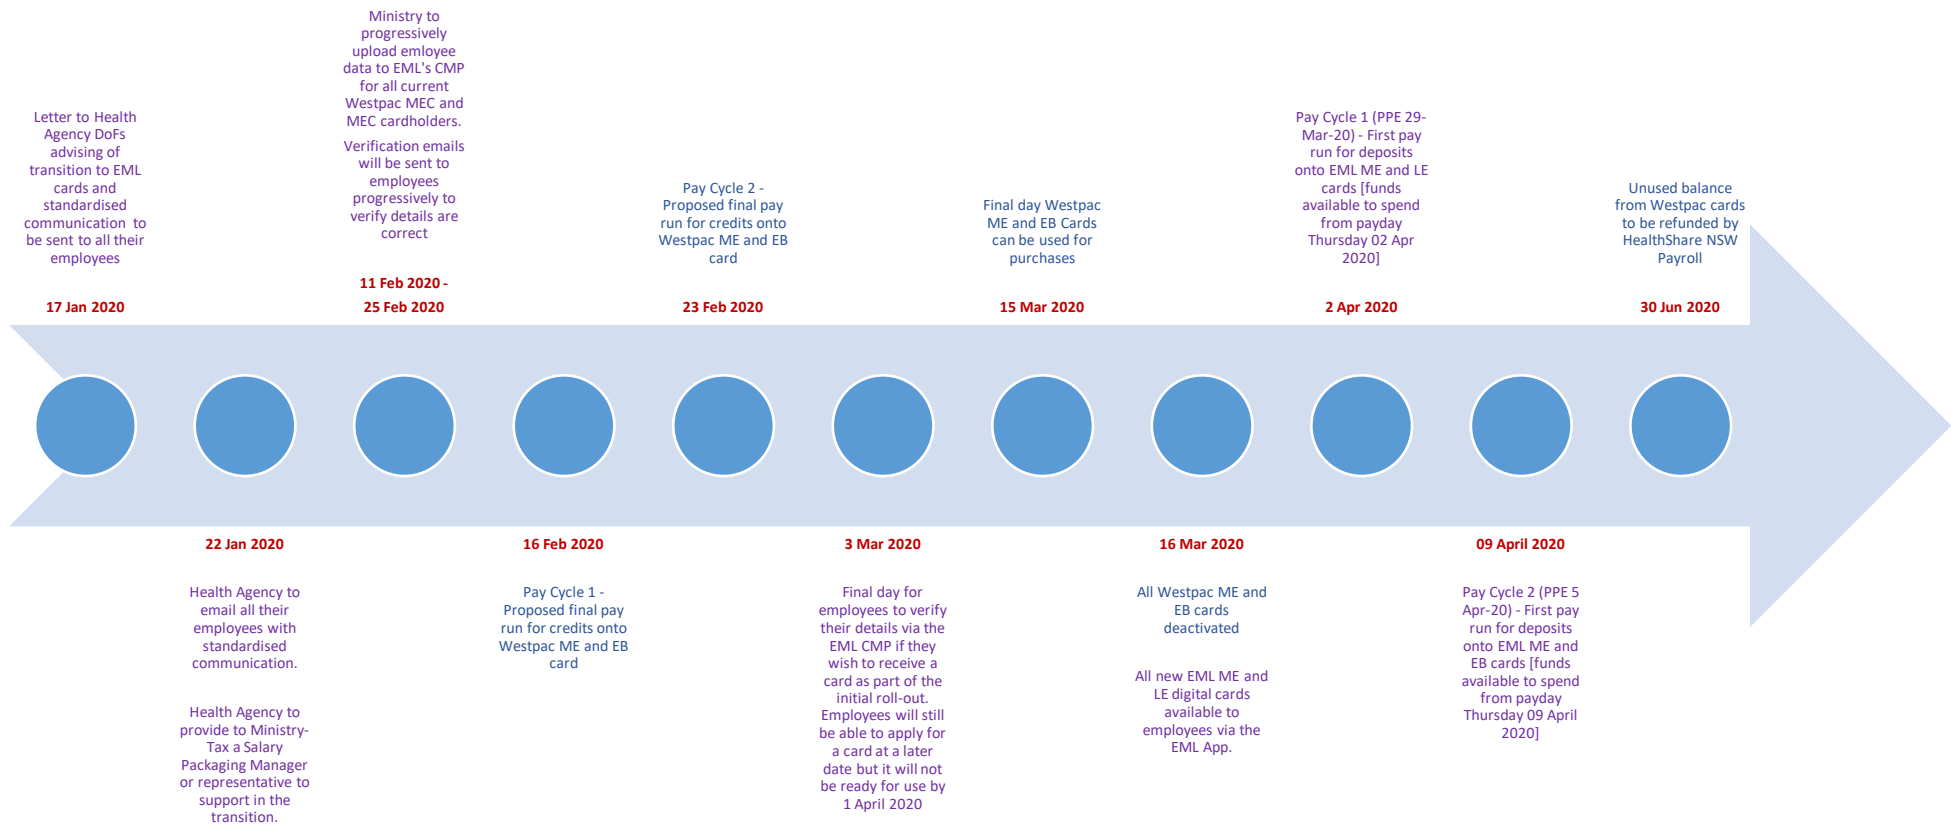 Letter to Health
Agency DoFs
advising of
transition to EML
cards and
standardised
communication to
be sent to all their
employees
17 Jan 2020
22 Jan 2020
Health Agency to
email all their
employees with
standardised
communication.
Health Agency to
provide to Ministry-
Tax a Salary
Packaging Manager
or representative to
support in the
transition.
Ministry to
progressively
upload emloyee
data to EML's CMP
for all current
Westpac MEC and
MEC cardholders.
Verification emails
will be sent to
employees
progressively to
verify details are
correct
11 Feb 2020 -
25 Feb 2020
16 Feb 2020
Pay Cycle 1 -
Proposed final pay
run for credits onto
Westpac ME and EB
card
Pay Cycle 2 -
Proposed final pay
run for credits onto
Westpac ME and EB
card
23 Feb 2020
3 Mar 2020
Final day for
employees to verify
their details via the
EML CMP if they
wish to receive a
card as part of the
initial roll-out.
Employees will still
be able to apply for
a card at a later
date but it will not
be ready for use by
1 April 2020
Final day Westpac
ME and EB Cards
can be used for
purchases
15 Mar 2020
16 Mar 2020
All Westpac ME and
EB cards
deactivated
All new EML ME and
LE digital cards
available to
employees via the
EML App.
Pay Cycle 1 (PPE 29-
Mar-20) - First pay
run for deposits
onto EML ME and LE
cards [funds
available to spend
from payday
Thursday 02 Apr
2020]
2 Apr 2020
09 April 2020
Pay Cycle 2 (PPE 5
Apr-20) - First pay
run for deposits
onto EML ME and
EB cards [funds
available to spend
from payday
Thursday 09 April
2020]
Unused balance
from Westpac cards
to be refunded by
HealthShare NSW
Payroll
30 Jun 2020